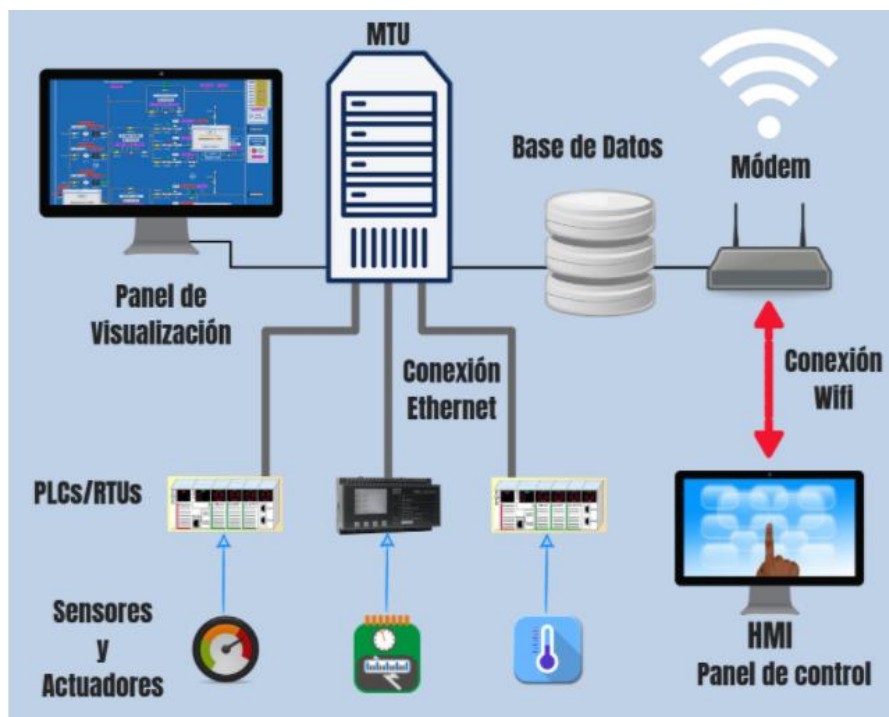 MTU
Base de Datos
Módem
Panel de
Visualización
Conexión
Ethernet
Conexión
Wifi
PLCs/RTUs
Sensores
y
Actuadores
HMI
Panel de control